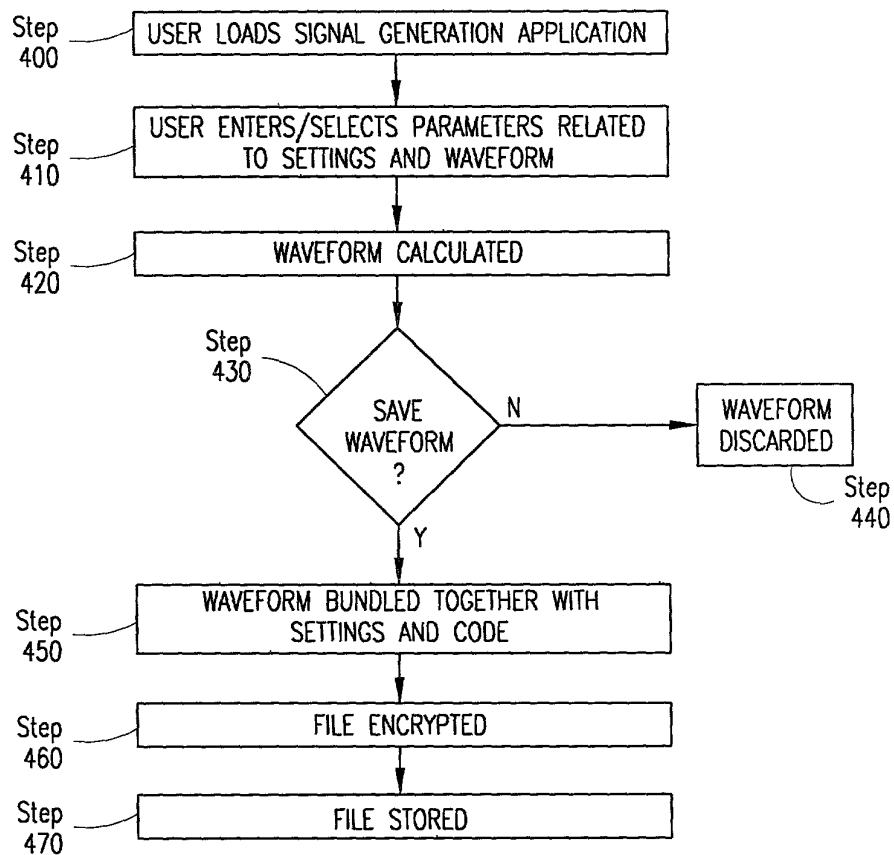 Step
400
USER LOADS SIGNAL GENERATION APPLICATION
Step
410
USER ENTERS/SELECTS PARAMETERS RELATED
TO SETTINGS AND WAVEFORM
Step
420
WAVEFORM CALCULATED
Step
430
SAVE
WAVEFORM
?
N
WAVEFORM
DISCARDED
Step
440
Y
Step
450
WAVEFORM BUNDLED TOGETHER WITH
SETTINGS AND CODE
Step
460
FILE ENCRYPTED
Step
470
FILE STORED